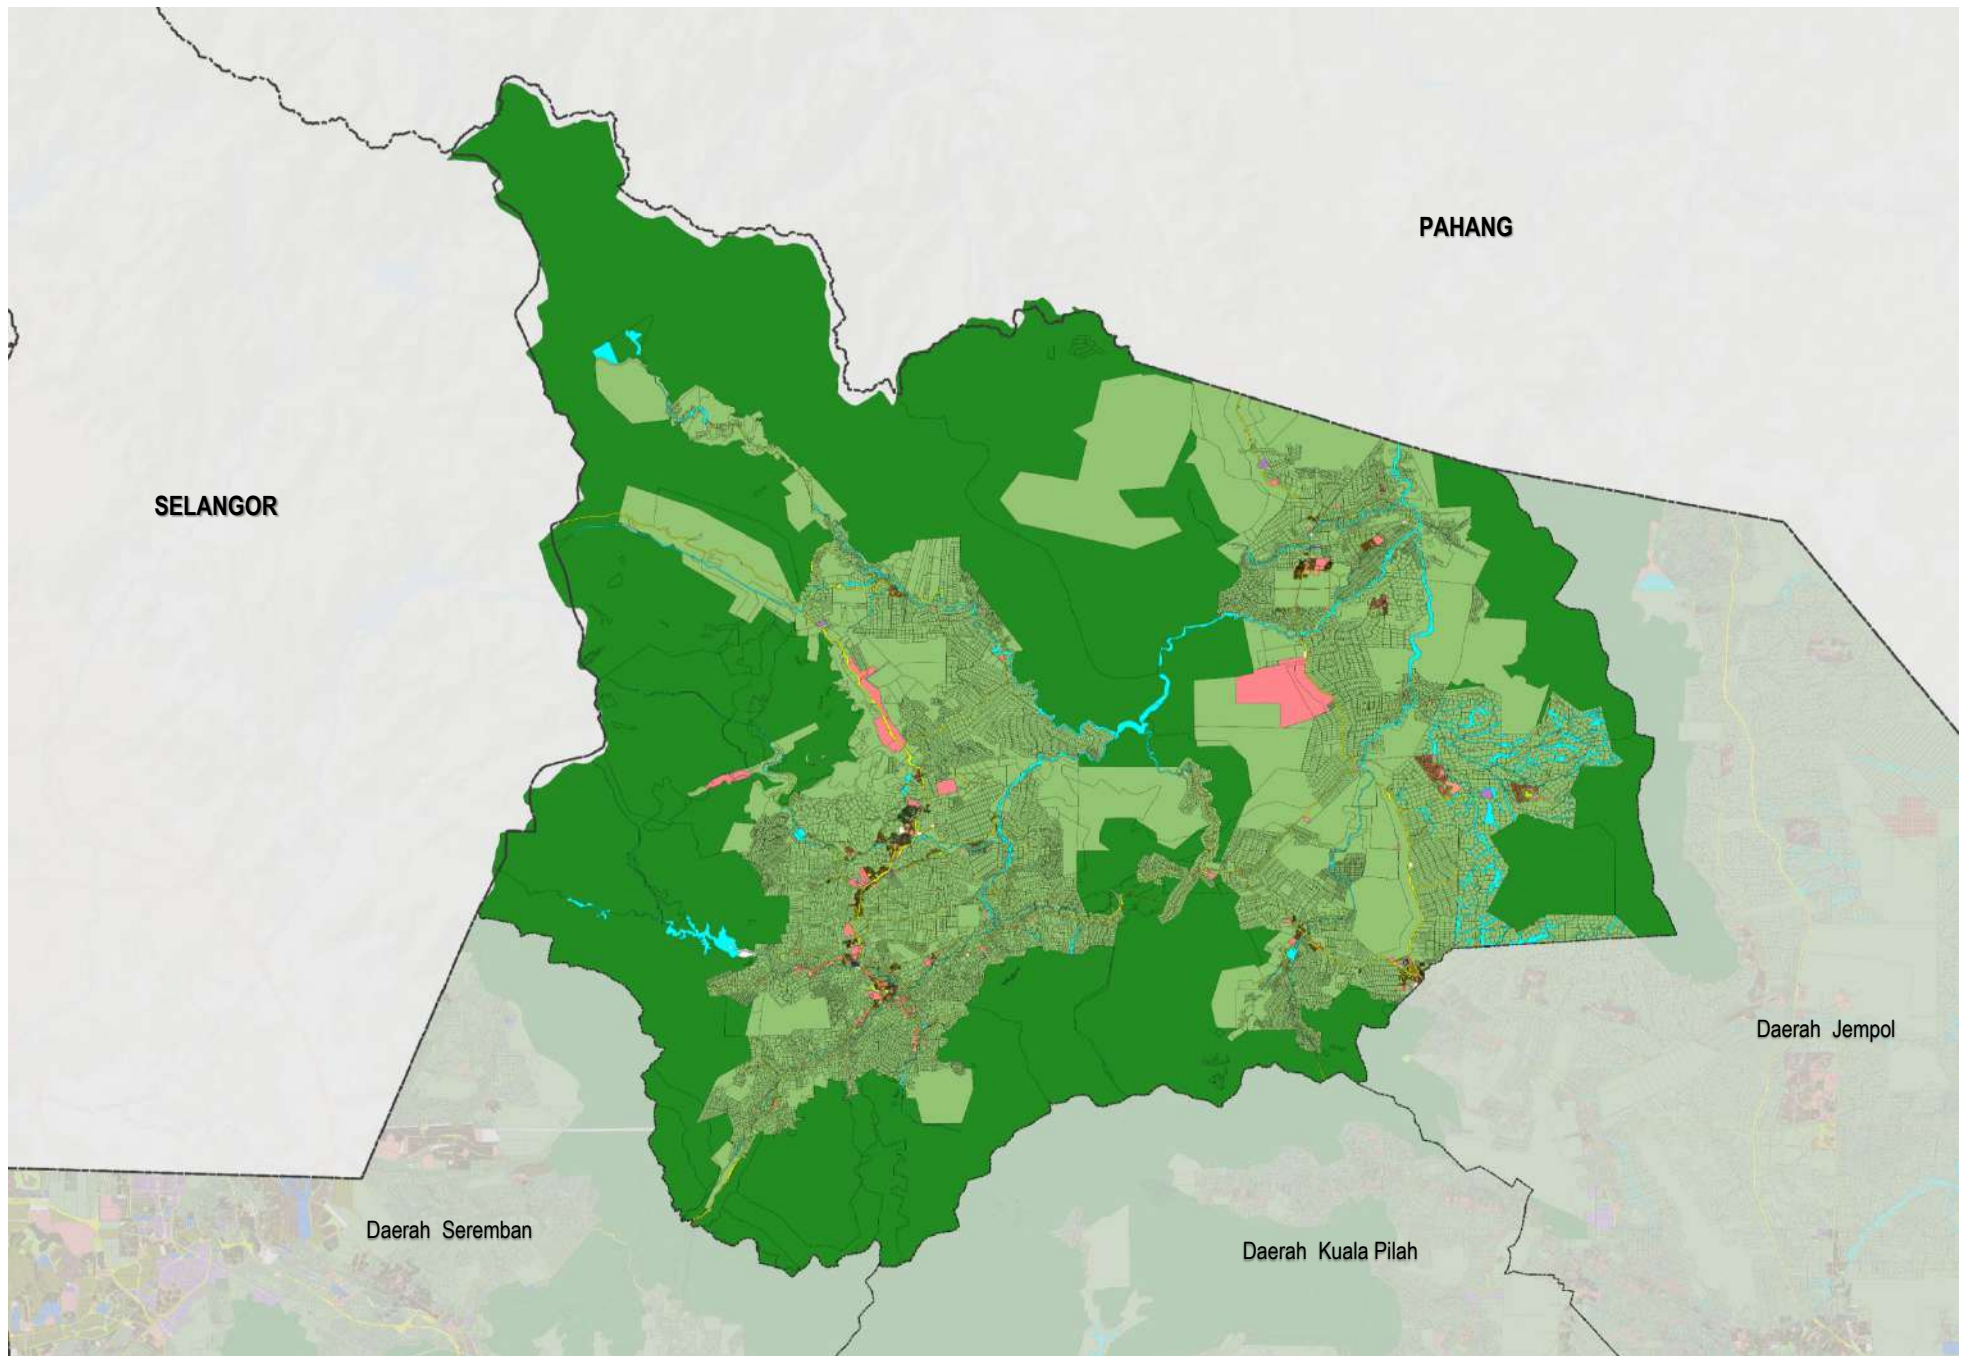 PAHANG
SELANGOR
Daerah Jempol
Daerah Seremban
Daerah Kuala Pilah